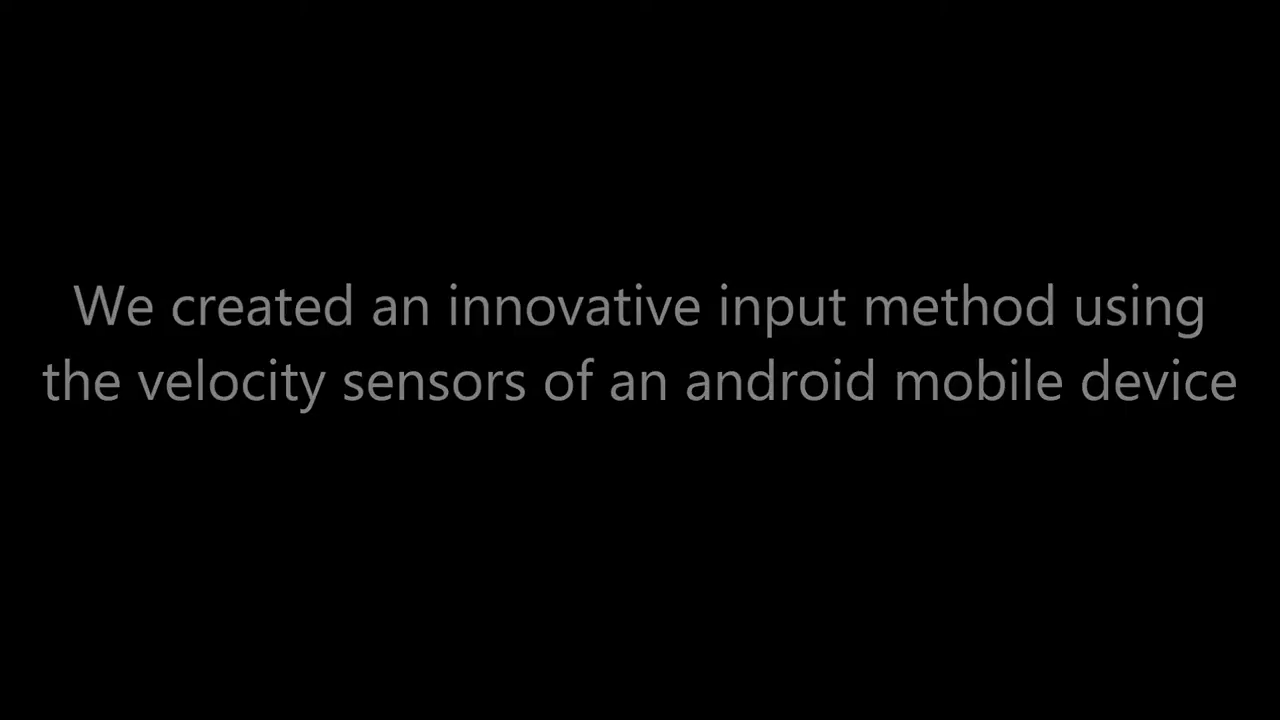 We created an innovative input method using
the velocity sensors of an android mobile device